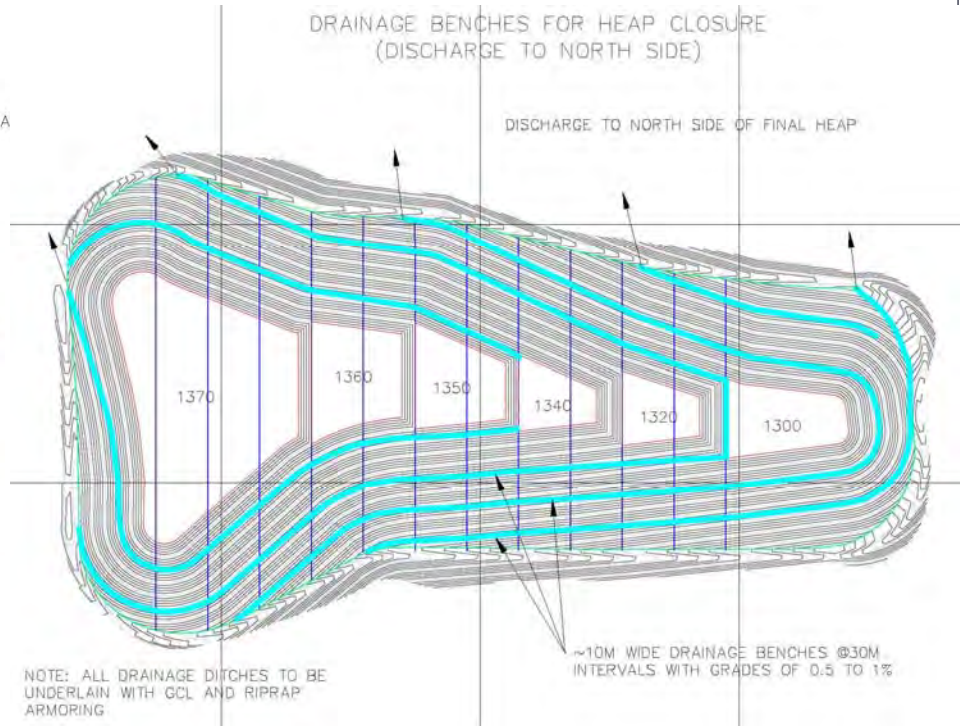 DRAINAGE BENCHES FOR HEAP CLOSURE
(DISCHARGE TO NORTH SIDE)
A
DISCHARGE TO NORTH SIDE OF FINAL HEAP
1370
1360
1350
1340
1320
1300
~10M WIDE DRAINAGE BENCHES @30M
INTERVALS WITH GRADES OF 0.5 TO 1%
NOTE: ALL DRAINAGE DITCHES TO BE
UNDERLAIN WITH GCL AND RIPRAP
ARMORING